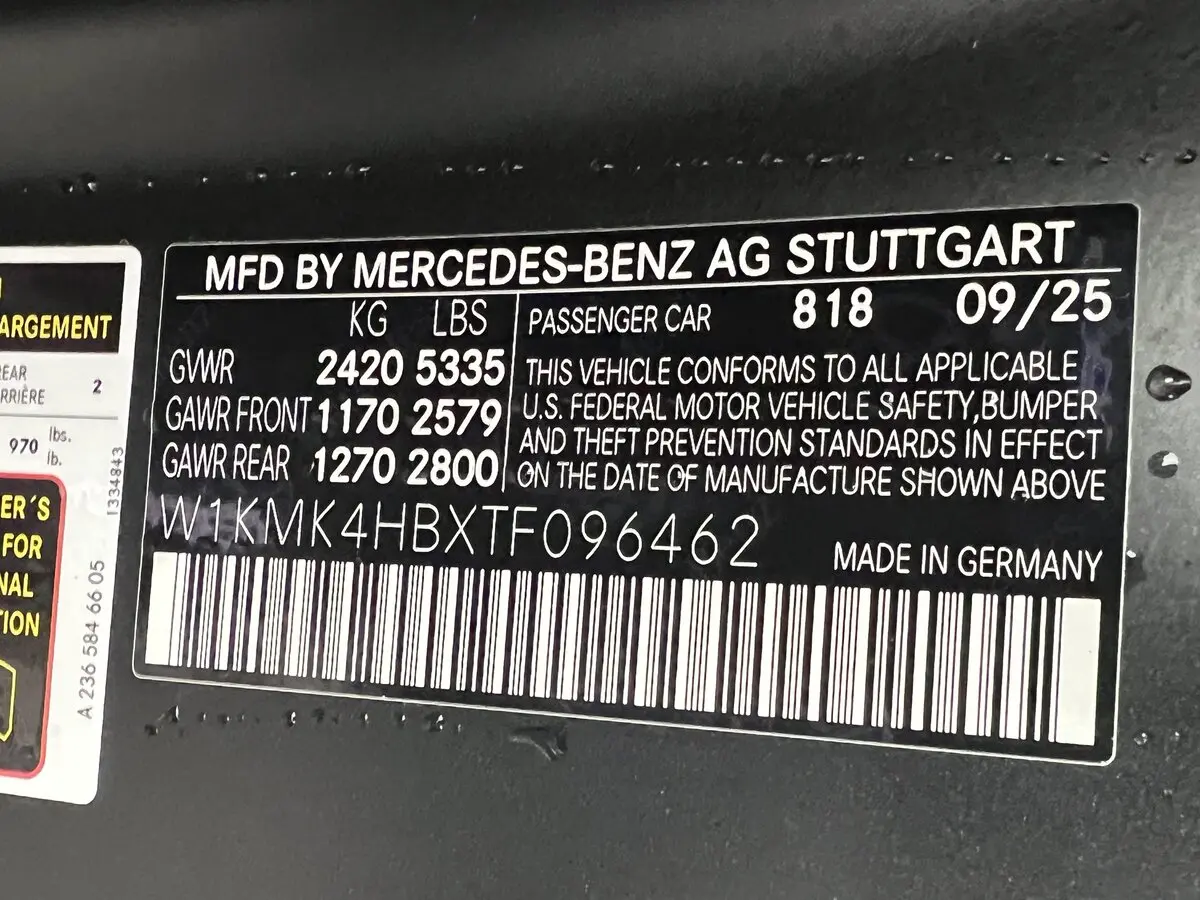 ARGEMENT
EAR
RRIÈRE
2
970 lbs.
lb.
ER'S
FOR
NAL
TION
1334843
A 236 584 66 05
MFD BY MERCEDES-BENZ AG STUTTGART
KG LBS
GVWR 2420 5335
GAWR FRONT 1170 2579
GAWR REAR 1270 2800
PASSENGER CAR 818 09/25
THIS VEHICLE CONFORMS TO ALL APPLICABLE
U.S. FEDERAL MOTOR VEHICLE SAFETY,BUMPER
AND THEFT PREVENTION STANDARDS IN EFFECT
ON THE DATE OF MANUFACTURE SHOWN ABOVE
W1KMK4HBXTF096462
MADE IN GERMANY